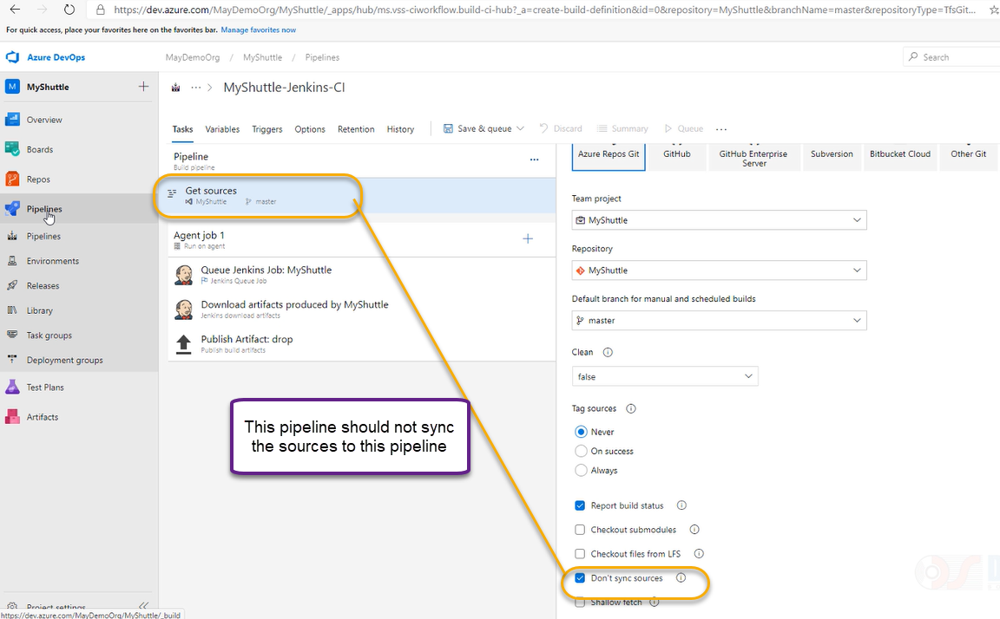 https://dev.azure.com/MayDemoOrg/MyShuttle/_apps/hub/ms.vss-ciworkflow.build-ci-hub?_a=create-build-definition&id=0&repository=MyShuttle&branchName=master&repositoryType=TfsGit...
For quick access, place your favorites here on the favorites bar. Manage favorites now
Azure DevOps
MayDemoOrg / MyShuttle / Pipelines
Search
M MyShuttle
... > MyShuttle-Jenkins-CI
Overview
Boards
Repos
Pipelines
Pipelines
Environments
Releases
Library
Task groups
Deployment groups
Test Plans
Artifacts
Project settings
https://dev.azure.com/MayDemoOrg/MyShuttle/_build
Tasks Variables Triggers Options Retention History Save & queue Discard Summary Queue ...
Pipeline ...
Build pipeline
Get sources
MyShuttle master
Agent job 1
Run on agent
Queue Jenkins Job: MyShuttle
Jenkins Queue Job
Download artifacts produced by MyShuttle
Jenkins download artifacts
Publish Artifact: drop
Publish build artifacts
This pipeline should not sync
the sources to this pipeline
Azure Repos Git GitHub GitHub Enterprise Server Subversion Bitbucket Cloud Other Git
Team project
MyShuttle
Repository
MyShuttle
Default branch for manual and scheduled builds
master
Clean
false
Tag sources
Never
On success
Always
Report build status
Checkout submodules
Checkout files from LFS
Don't sync sources
Shallow fetch